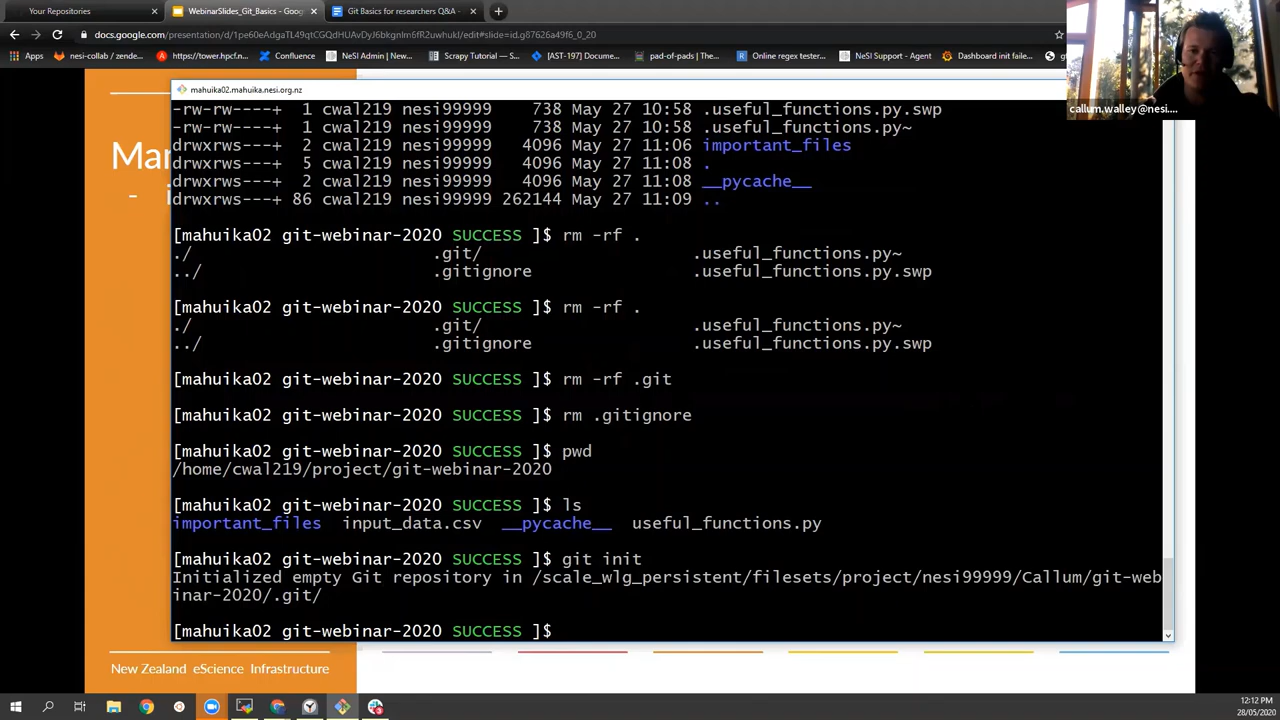 Your Repositories
WebinarSlides_Git_Basics - Goog
Git Basics for researchers Q&A -
docs.google.com/presentation/d/1pe60eAdgaTL49qtCGQdHUAvDyJ6bkgnIm6fR2uwhukI/edit#slide=id.g87626a49f6_0_20
Apps
nesi-collab / zende...
https://tower.hpcf.n...
Confluence
NeSI Admin | New...
Scrapy Tutorial — S...
[AST-197] Docume...
pad-of-pads | Powe...
Online regex tester...
NeSI Support - Agent
Dashboard init faile...
callum.walley@nesi....
mahuika02.mahuika.nesi.org.nz
-rw-rw----+ 1 cwal219 nesi99999 738 May 27 10:58 .useful_functions.py.swp
-rw-rw----+ 1 cwal219 nesi99999 738 May 27 10:58 .useful_functions.py~
drwxrws---+ 2 cwal219 nesi99999 4096 May 27 11:06 important_files
drwxrws---+ 5 cwal219 nesi99999 4096 May 27 11:08 .
drwxrws---+ 2 cwal219 nesi99999 4096 May 27 11:08 __pycache__
drwxrws---+ 86 cwal219 nesi99999 262144 May 27 11:09 ..
[mahuika02 git-webinar-2020 SUCCESS ]$ rm -rf .
./ .git/ .useful_functions.py~
../ .gitignore .useful_functions.py.swp
[mahuika02 git-webinar-2020 SUCCESS ]$ rm -rf .
./ .git/ .useful_functions.py~
../ .gitignore .useful_functions.py.swp
[mahuika02 git-webinar-2020 SUCCESS ]$ rm -rf .git
[mahuika02 git-webinar-2020 SUCCESS ]$ rm .gitignore
[mahuika02 git-webinar-2020 SUCCESS ]$ pwd
/home/cwal219/project/git-webinar-2020
[mahuika02 git-webinar-2020 SUCCESS ]$ ls
important_files input_data.csv __pycache__ useful_functions.py
[mahuika02 git-webinar-2020 SUCCESS ]$ git init
Initialized empty Git repository in /scale_wlg_persistent/filesets/project/nesi99999/Callum/git-web
inar-2020/.git/
[mahuika02 git-webinar-2020 SUCCESS ]$
New Zealand eScience Infrastructure
12:12 PM
28/05/2020